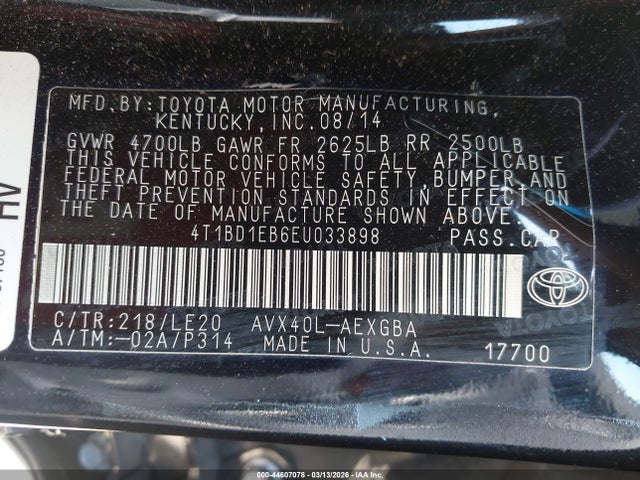 MFD.BY:TOYOTA MOTOR MANUFACTURING,
KENTUCKY,INC.08/14
GVWR 4700LB GAWR FR 2625LB RR 2500LB
THIS VEHICLE CONFORMS TO ALL APPLICABLE
FEDERAL MOTOR VEHICLE SAFETY,BUMPER AND
THEFT PREVENTION STANDARDS IN EFFECT ON
THE DATE OF MANUFACTURE SHOWN ABOVE.
4T1BD1EB6EU033898 PASS.CAR
C/TR:218/LE20 AVX40L-AEXGBA
A/TM:-02A/P314 MADE IN U.S.A. 17700
HV
000-44607078 - 03/13/2026 - IAAI.COM